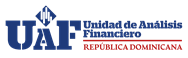 UAF Unidad de Análisis
Financiero
REPÚBLICA DOMINICANA